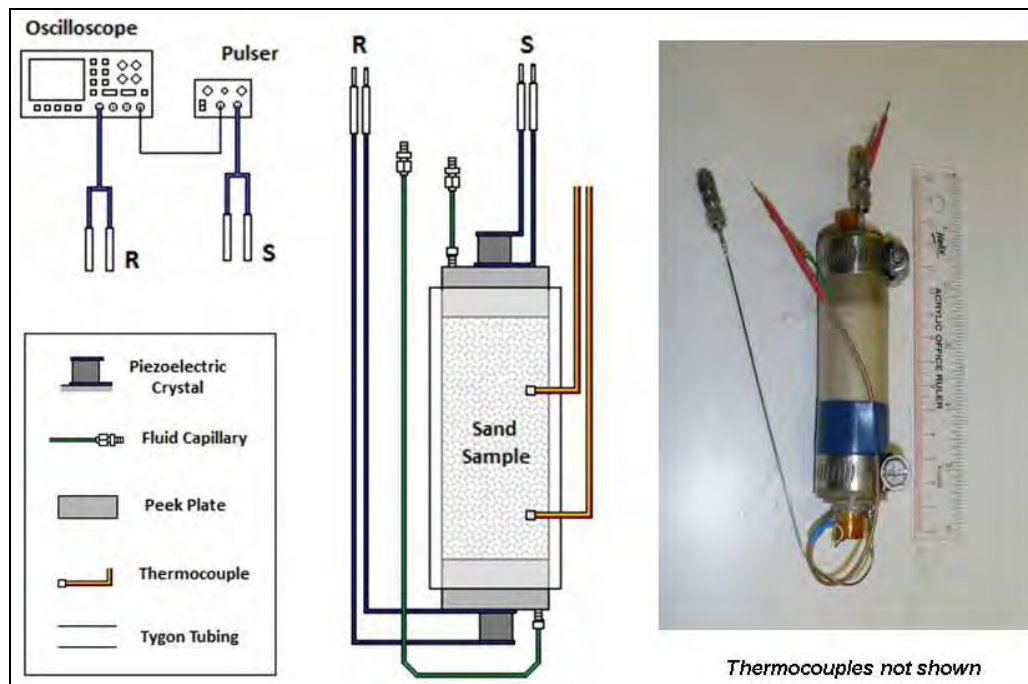 Oscilloscope
Pulser
R
S
R
S
Piezoelectric
Crystal
Fluid Capillary
Peek Plate
Thermocouple
Tygon Tubing
Sand
Sample
Helix
ACRYLIC OFFICE RULER
Thermocouples not shown